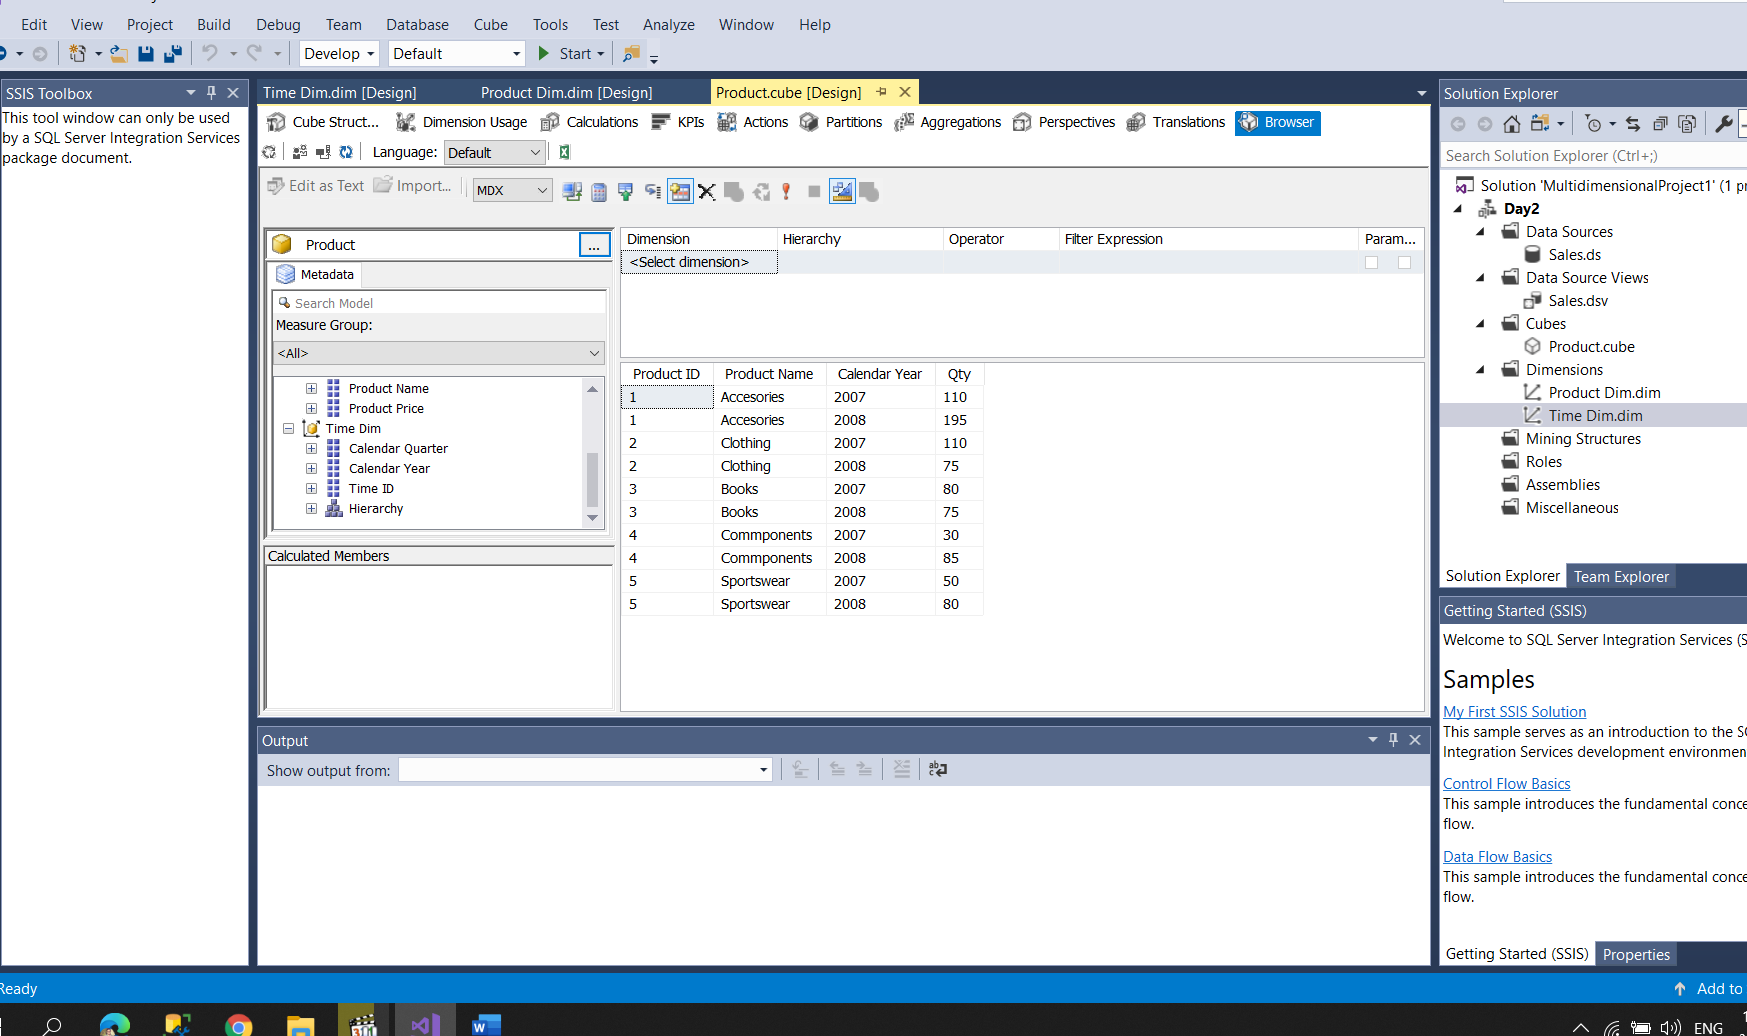 Edit View Project Build Debug Team Database Cube Tools Test Analyze Window Help
Develop Default Start
SSIS Toolbox
This tool window can only be used
by a SQL Server Integration Services
package document.
Time Dim.dim [Design] Product Dim.dim [Design] Product.cube [Design]
Cube Struct... Dimension Usage Calculations KPIs Actions Partitions Aggregations Perspectives Translations Browser
Language: Default
Edit as Text Import... MDX
Product ...
Metadata
Search Model
Measure Group:
<All>
Product Name
Product Price
Time Dim
Calendar Quarter
Calendar Year
Time ID
Hierarchy
Calculated Members
Dimension Hierarchy Operator Filter Expression Param...
<Select dimension>
Product ID Product Name Calendar Year Qty
1 Accesories 2007 110
1 Accesories 2008 195
2 Clothing 2007 110
2 Clothing 2008 75
3 Books 2007 80
3 Books 2008 75
4 Commponents 2007 30
4 Commponents 2008 85
5 Sportswear 2007 50
5 Sportswear 2008 80
Output
Show output from:
Solution Explorer
Search Solution Explorer (Ctrl+;)
Solution 'MultidimensionalProject1' (1 pr
Day2
Data Sources
Sales.ds
Data Source Views
Sales.dsv
Cubes
Product.cube
Dimensions
Product Dim.dim
Time Dim.dim
Mining Structures
Roles
Assemblies
Miscellaneous
Solution Explorer Team Explorer
Getting Started (SSIS)
Welcome to SQL Server Integration Services (S
Samples
My First SSIS Solution
This sample serves as an introduction to the SQ
Integration Services development environmen
Control Flow Basics
This sample introduces the fundamental conce
flow.
Data Flow Basics
This sample introduces the fundamental conce
flow.
Getting Started (SSIS) Properties
Ready Add to
ENG